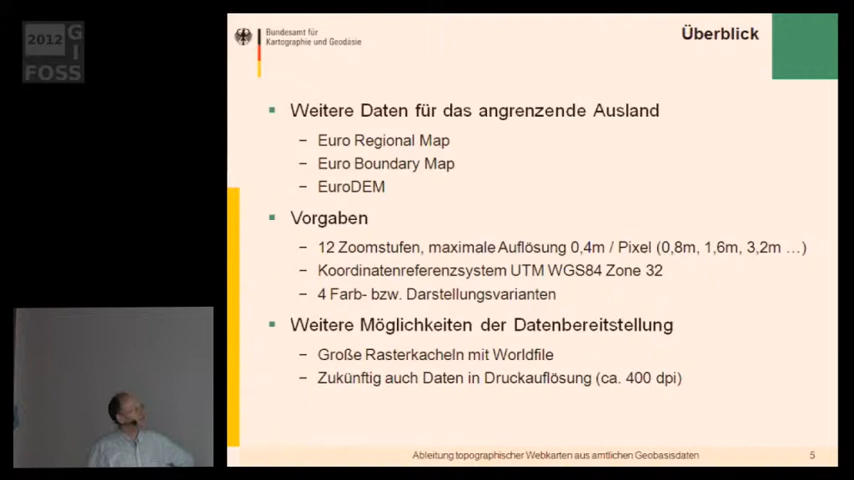 2012
GIFOSS
Bundesamt für
Kartographie und Geodäsie
Überblick
Weitere Daten für das angrenzende Ausland
– Euro Regional Map
– Euro Boundary Map
– EuroDEM
Vorgaben
– 12 Zoomstufen, maximale Auflösung 0,4m / Pixel (0,8m, 1,6m, 3,2m …)
– Koordinatenreferenzsystem UTM WGS84 Zone 32
– 4 Farb- bzw. Darstellungsvarianten
Weitere Möglichkeiten der Datenbereitstellung
– Große Rasterkacheln mit Worldfile
– Zukünftig auch Daten in Druckauflösung (ca. 400 dpi)
Ableitung topographischer Webkarten aus amtlichen Geobasisdaten
5